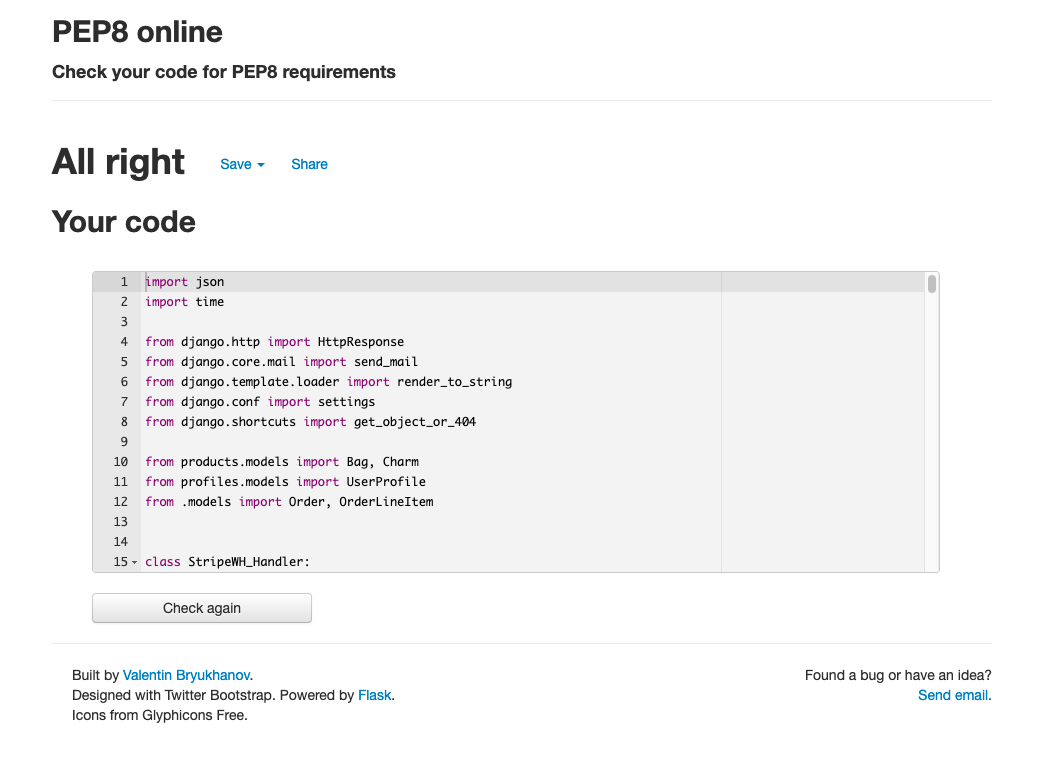 PEP8 online
Check your code for PEP8 requirements
All right Save Share
Your code
1 import json
2 import time
3
4 from django.http import HttpResponse
5 from django.core.mail import send_mail
6 from django.template.loader import render_to_string
7 from django.conf import settings
8 from django.shortcuts import get_object_or_404
9
10 from products.models import Bag, Charm
11 from profiles.models import UserProfile
12 from .models import Order, OrderLineItem
13
14
15 class StripeWH_Handler:
Check again
Built by Valentin Bryukhanov. Found a bug or have an idea?
Designed with Twitter Bootstrap. Powered by Flask. Send email.
Icons from Glyphicons Free.